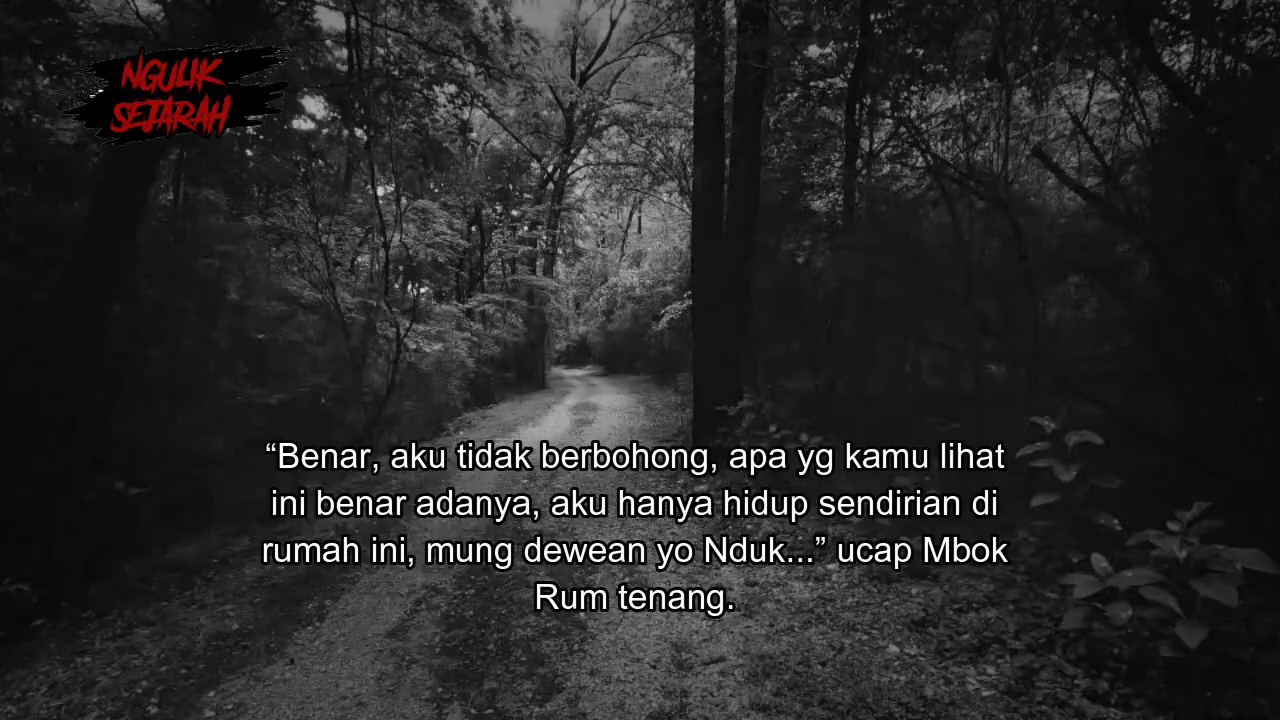 NGULIK
SEJARAH
“Benar, aku tidak berbohong, apa yg kamu lihat
ini benar adanya, aku hanya hidup sendirian di
rumah ini, mung dewean yo Nduk...” ucap Mbok
Rum tenang.